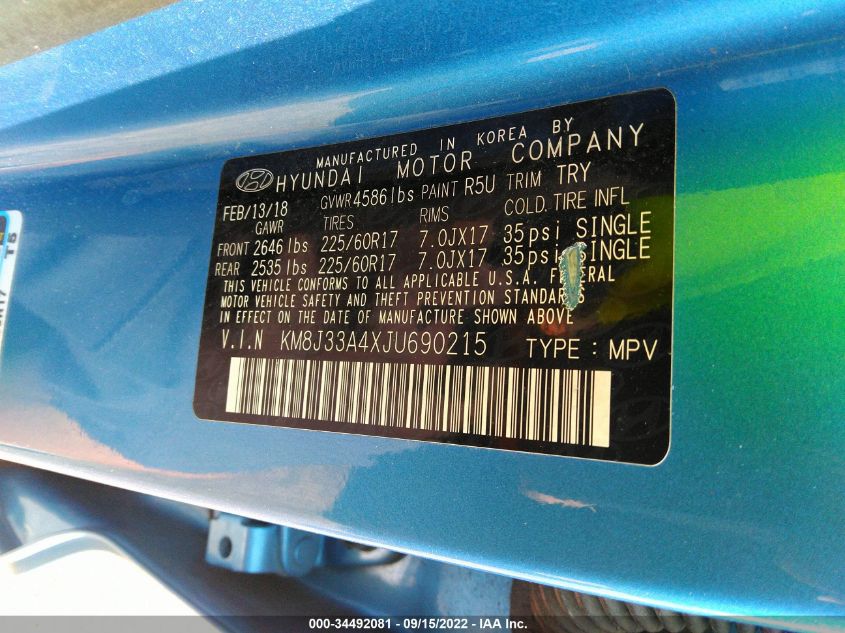 MANUFACTURED IN KOREA BY
HYUNDAI MOTOR COMPANY
FEB/13/18 GVWR 4586lbs PAINT R5U TRIM TRY
GAWR TIRES RIMS COLD TIRE INFL
FRONT 2646 lbs 225/60R17 7.0JX17 35psi SINGLE
REAR 2535 lbs 225/60R17 7.0JX17 35psi SINGLE
THIS VEHICLE CONFORMS TO ALL APPLICABLE U.S.A. FEDERAL
MOTOR VEHICLE SAFETY AND THEFT PREVENTION STANDARDS
IN EFFECT ON THE DATE OF MANUFACTURE SHOWN ABOVE
V.I.N KM8J33A4XJU690215 TYPE : MPV
000-34492081 - 09/15/2022 - IAA Inc.